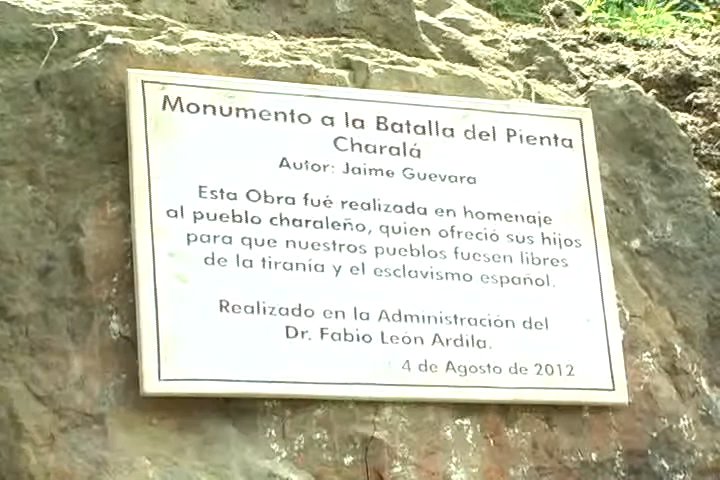 Monumento a la Batalla del Pienta
Charalá
Autor: Jaime Guevara
Esta Obra fué realizada en homenaje
al pueblo charaleño, quien ofreció sus hijos
para que nuestros pueblos fuesen libres
de la tiranía y el esclavismo español.
Realizado en la Administración del
Dr. Fabio León Ardila.
4 de Agosto de 2012